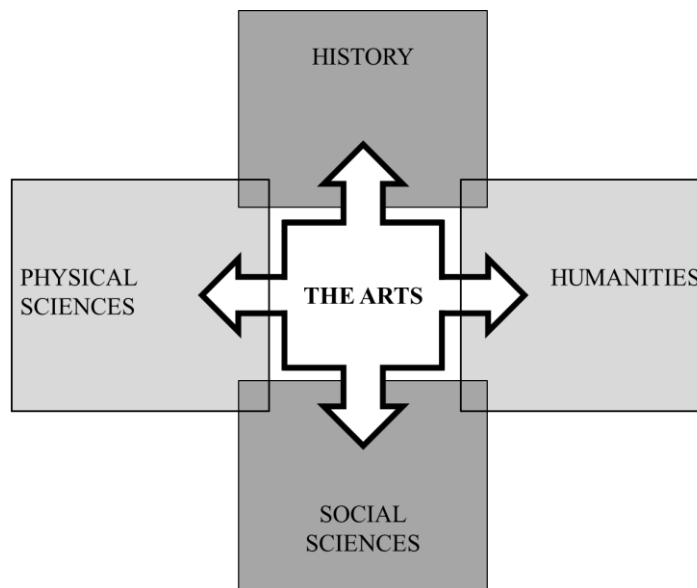 HISTORY
PHYSICAL
SCIENCES
THE ARTS
HUMANITIES
SOCIAL
SCIENCES